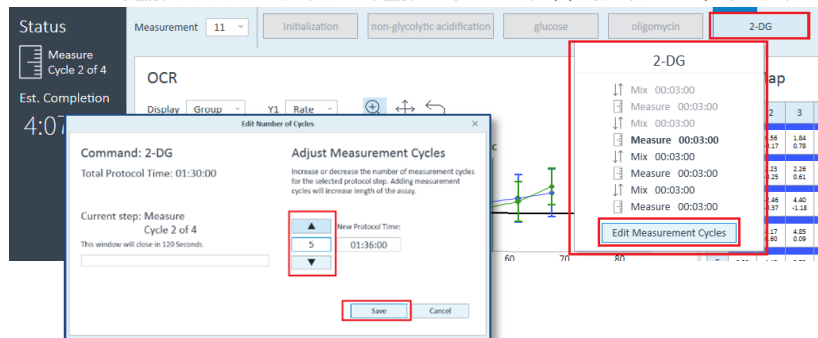 Status
Measure
Cycle 2 of 4
Est. Completion
Measurement 11
Initialization
non-glycolytic acidification
glucose
oligomycin
2-DG
OCR
Display Group Y1 Rate
2-DG
Mix 00:03:00
Measure 00:03:00
Mix 00:03:00
Measure 00:03:00
Mix 00:03:00
Measure 00:03:00
Mix 00:03:00
Measure 00:03:00
Edit Measurement Cycles
Edit Number of Cycles
Command: 2-DG
Total Protocol Time: 01:30:00
Current step: Measure
Cycle 2 of 4
This window will close in 120 Seconds
Adjust Measurement Cycles
Increase or decrease the number of measurement cycles
for the selected protocol step. Adding measurement
cycles will increase length of the assay.
New Protocol Time:
5
01:36:00
Save
Cancel
60 70 80
2 3
1.84
0.78
2.26
0.61
4.40
-1.18
4.85
0.09